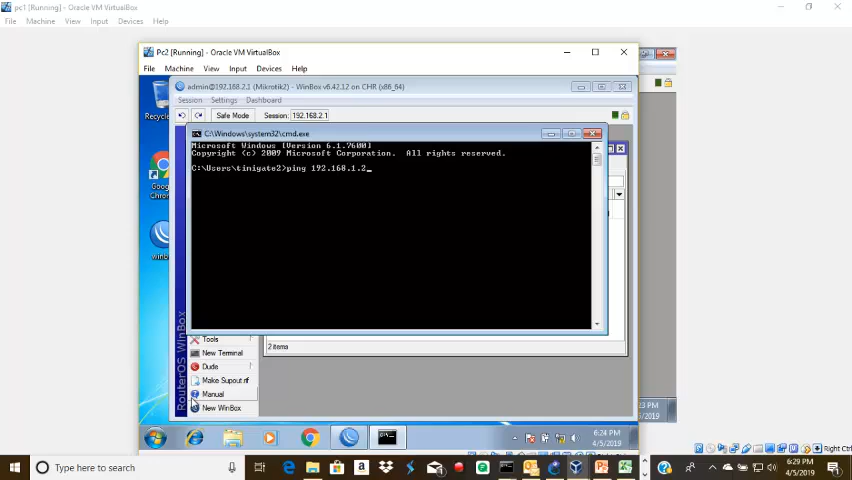 pc1 [Running] - Oracle VM VirtualBox
File Machine View Input Devices Help
Pc2 [Running] - Oracle VM VirtualBox
File Machine View Input Devices Help
admin@192.168.2.1 (Mikrotik2) - WinBox v6.42.12 on CHR (x86_64)
Session Settings Dashboard
Safe Mode Session: 192.168.2.1
C:\Windows\system32\cmd.exe
Microsoft Windows [Version 6.1.7600]
Copyright (c) 2009 Microsoft Corporation. All rights reserved.
C:\Users\tinigate2>ping 192.168.1.2_
Recycle
Google
Chrome
RouterOS WinBox
Tools
New Terminal
Dude
Make Supout.rif
Manual
New WinBox
2 items
6:24 PM
4/5/2019
Right Ctrl
Type here to search
6:29 PM
4/5/2019